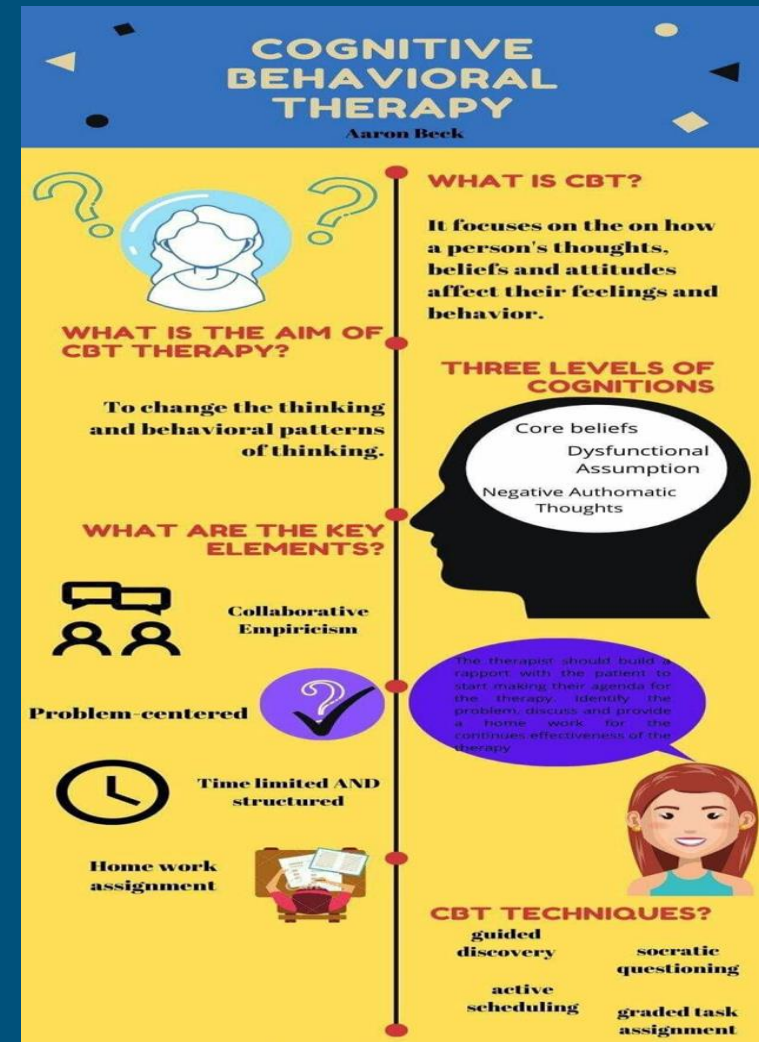 COGNITIVE
BEHAVIORAL
THERAPY
Aaron Beck
WHAT IS CBT?
It focuses on the on how
a person's thoughts,
beliefs and attitudes
affect their feelings and
behavior.
WHAT IS THE AIM OF
CBT THERAPY?
To change the thinking
and behavioral patterns
of thinking.
THREE LEVELS OF
COGNITIONS
Core beliefs
Dysfunctional
Assumption
Negative Authomatic
Thoughts
WHAT ARE THE KEY
ELEMENTS?
Collaborative
Empiricism
Problem-centered
Time limited AND
structured
Home work
assignment
The therapist should build a
rapport with the patient to
start making their agenda for
the therapy. Identify the
problem, discuss and provide
a home work for the
continues effectiveness of the
therapy
CBT TECHNIQUES?
guided
discovery
socratic
questioning
active
scheduling
graded task
assignment